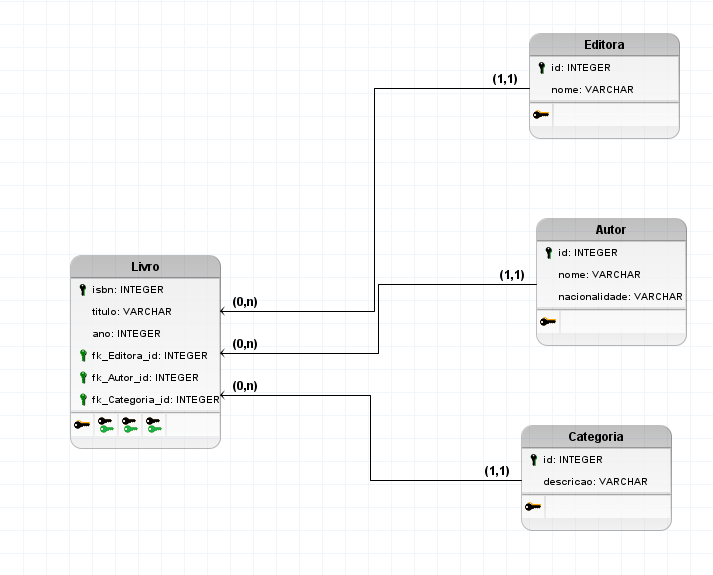 Editora
id: INTEGER
nome: VARCHAR
(1,1)
Autor
id: INTEGER
nome: VARCHAR
nacionalidade: VARCHAR
(1,1)
Livro
isbn: INTEGER
titulo: VARCHAR
ano: INTEGER
fk_Editora_id: INTEGER
fk_Autor_id: INTEGER
fk_Categoria_id: INTEGER
(0,n)
(0,n)
(0,n)
Categoria
id: INTEGER
descricao: VARCHAR
(1,1)